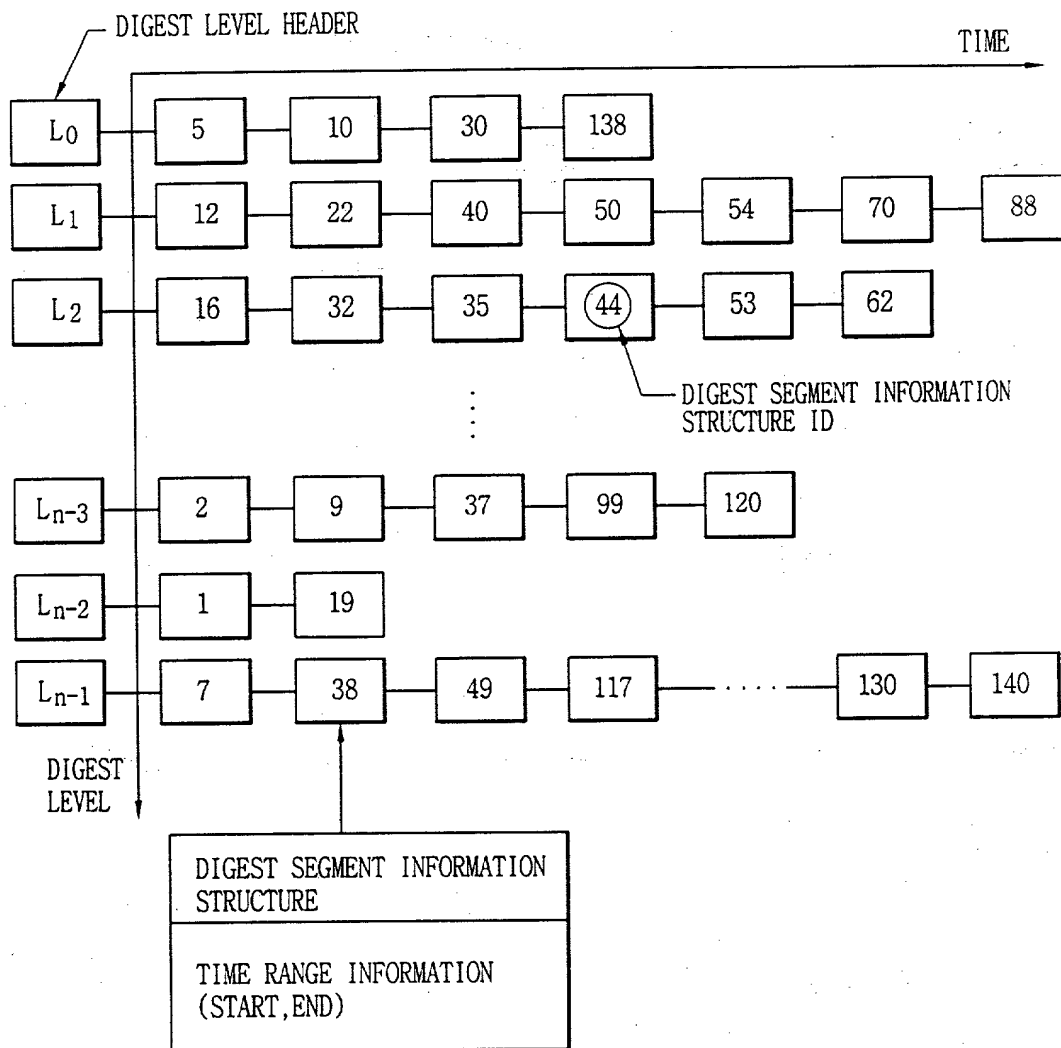 DIGEST LEVEL HEADER
TIME
L0 5 10 30 138
L1 12 22 40 50 54 70 88
L2 16 32 35 44 53 62
DIGEST SEGMENT INFORMATION
STRUCTURE ID
Ln-3 2 9 37 99 120
Ln-2 1 19
Ln-1 7 38 49 117 ···· 130 140
DIGEST
LEVEL
DIGEST SEGMENT INFORMATION
STRUCTURE
TIME RANGE INFORMATION
(START,END)